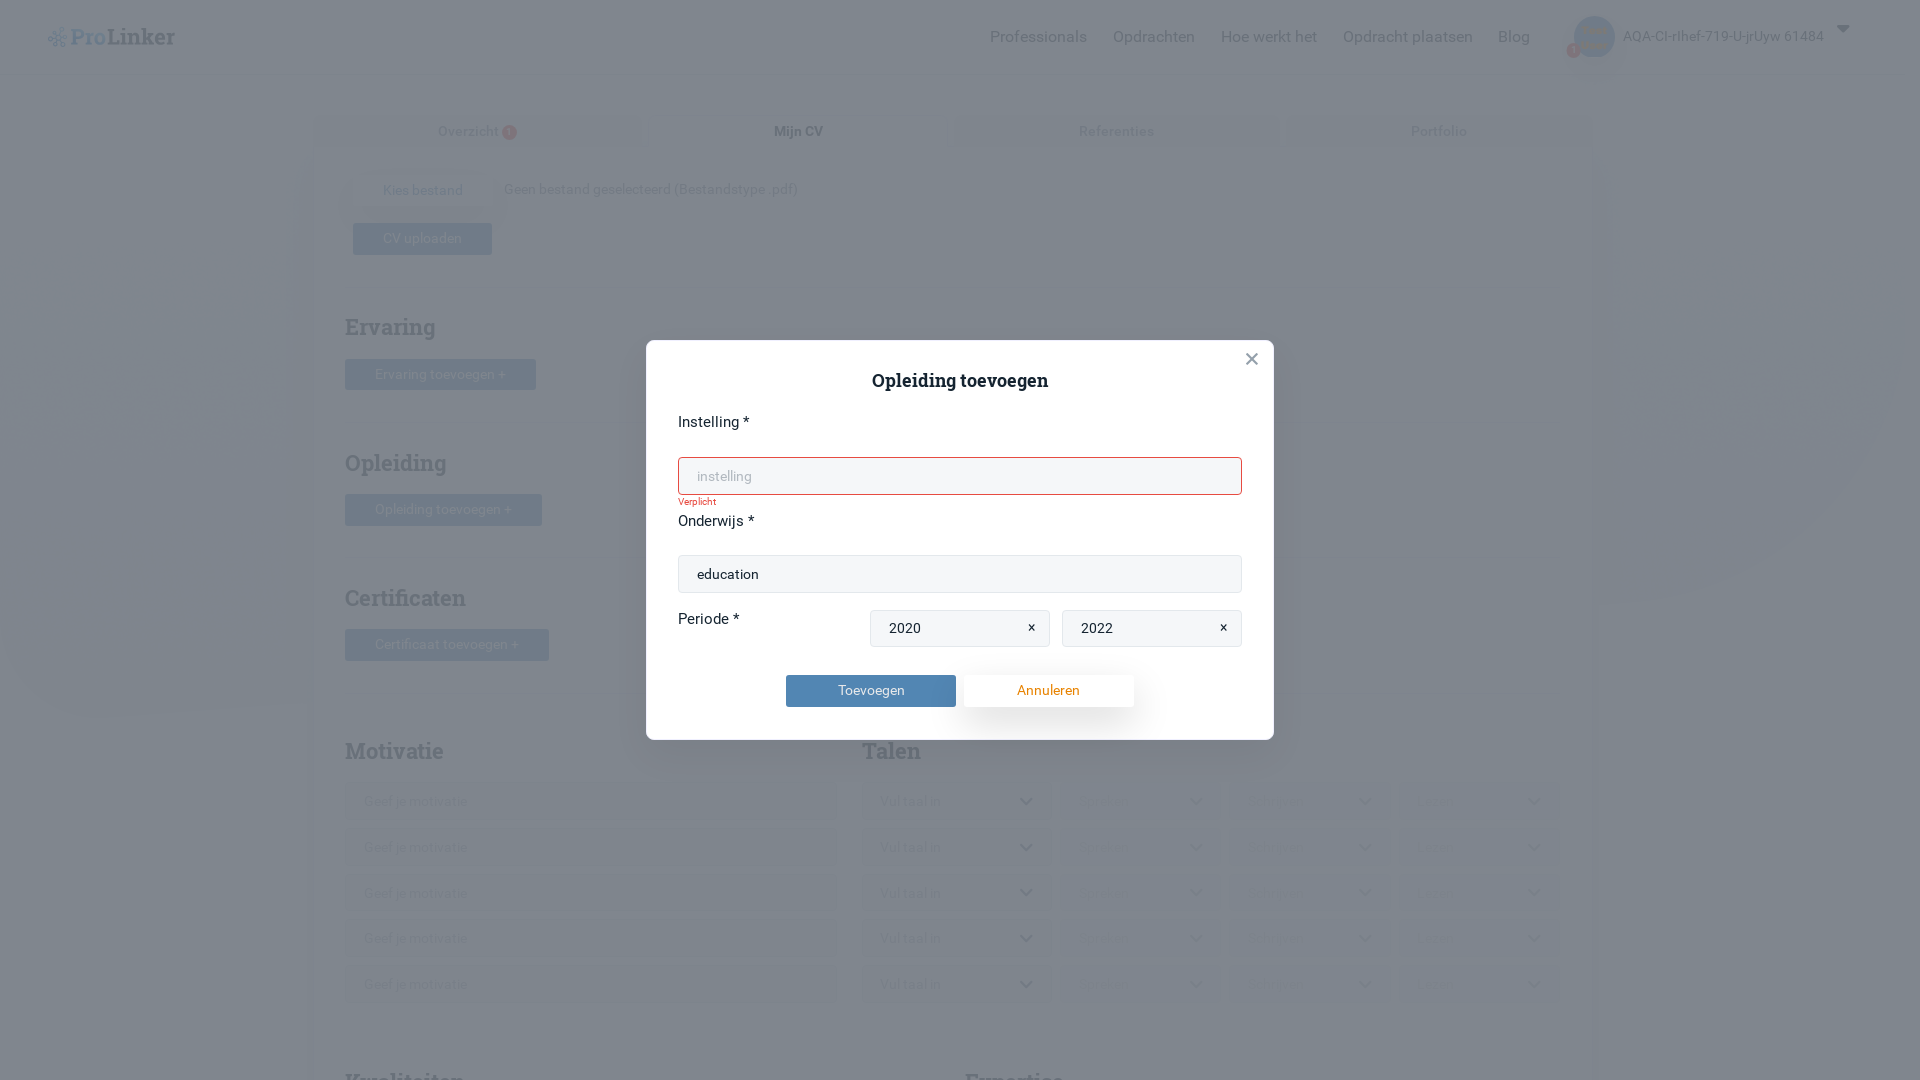 ProLinker
Professionals Opdrachten Hoe werkt het Opdracht plaatsen Blog AQA-CI-rIhef-719-U-jrUyw 61484
Overzicht Mijn CV Referenties Portfolio
Kies bestand Geen bestand geselecteerd (Bestandstype .pdf)
CV uploaden
Ervaring
Ervaring toevoegen +
Opleiding
Opleiding toevoegen +
Certificaten
Certificaat toevoegen +
Opleiding toevoegen
Instelling *
instelling
Verplicht
Onderwijs *
education
Periode * 2020 × 2022 ×
Toevoegen Annuleren
Motivatie Talen
Geef je motivatie Vul taal in
Geef je motivatie Vul taal in
Geef je motivatie Vul taal in
Geef je motivatie Vul taal in
Geef je motivatie Vul taal in
Kwaliteiten Expertise